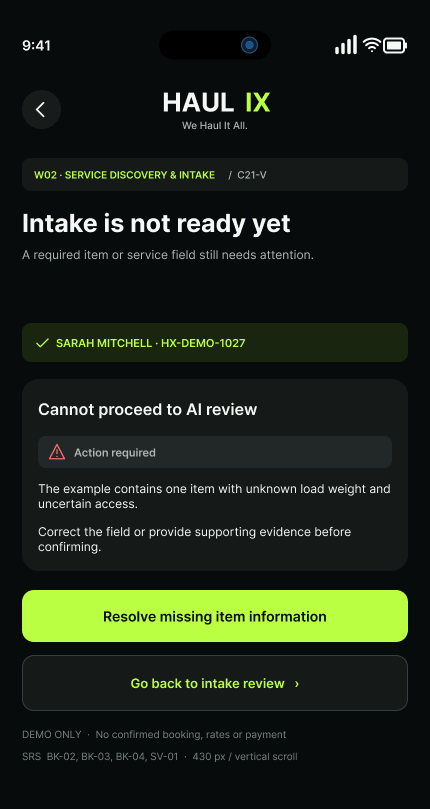 9:41
HAUL IX
We Haul It All.
W02 · SERVICE DISCOVERY & INTAKE / C21-V
Intake is not ready yet
A required item or service field still needs attention.
SARAH MITCHELL · HX-DEMO-1027
Cannot proceed to AI review
Action required
The example contains one item with unknown load weight and
uncertain access.
Correct the field or provide supporting evidence before
confirming.
Resolve missing item information
Go back to intake review ›
DEMO ONLY · No confirmed booking, rates or payment
SRS BK-02, BK-03, BK-04, SV-01 · 430 px / vertical scroll